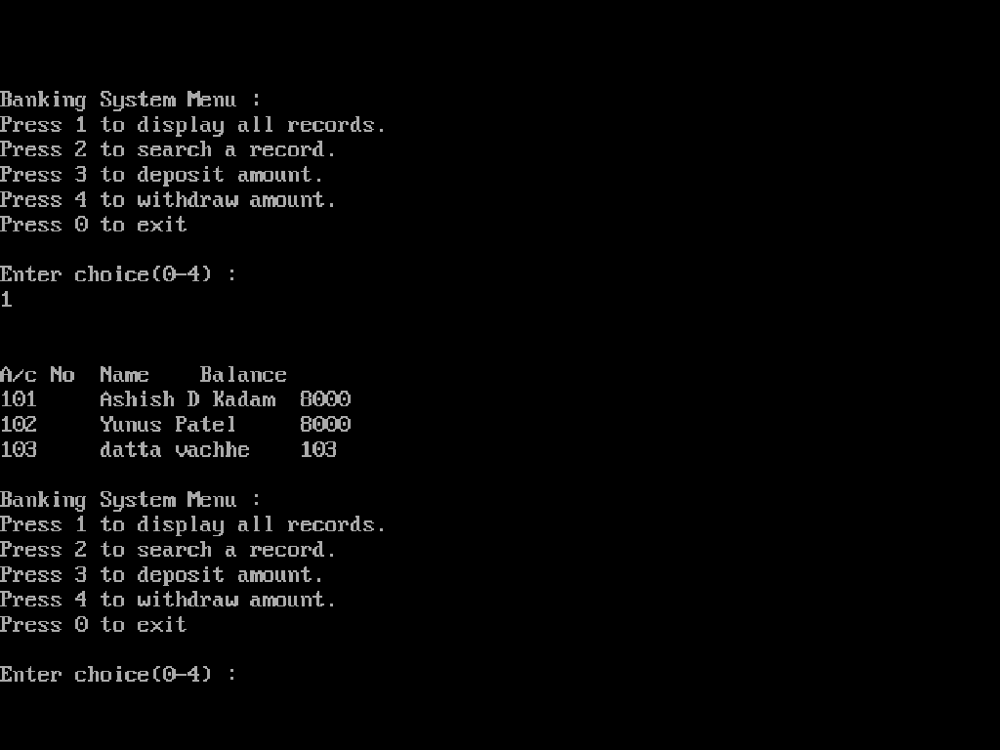 Banking System Menu :
Press 1 to display all records.
Press 2 to search a record.
Press 3 to deposit amount.
Press 4 to withdraw amount.
Press 0 to exit
Enter choice(0-4) :
1
A/c No  Name    Balance
101     Ashish D Kadam  8000
102     Yunus Patel     8000
103     datta vachhe    103
Banking System Menu :
Press 1 to display all records.
Press 2 to search a record.
Press 3 to deposit amount.
Press 4 to withdraw amount.
Press 0 to exit
Enter choice(0-4) :